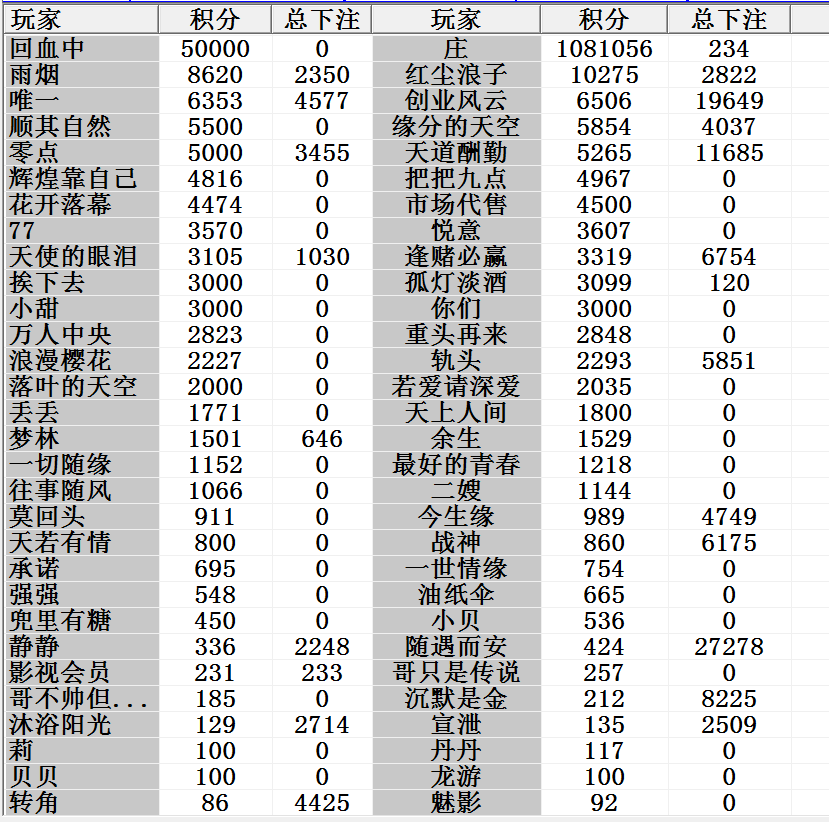 玩家 积分 总下注 玩家 积分 总下注
回血中 50000 0 庄 1081056 234
雨烟 8620 2350 红尘浪子 10275 2822
唯一 6353 4577 创业风云 6506 19649
顺其自然 5500 0 缘分的天空 5854 4037
零点 5000 3455 天道酬勤 5265 11685
辉煌靠自己 4816 0 把把九点 4967 0
花开落幕 4474 0 市场代售 4500 0
77 3570 0 悦意 3607 0
天使的眼泪 3105 1030 逢赌必赢 3319 6754
挨下去 3000 0 孤灯淡酒 3099 120
小甜 3000 0 你们 3000 0
万人中央 2823 0 重头再来 2848 0
浪漫樱花 2227 0 轨头 2293 5851
落叶的天空 2000 0 若爱请深爱 2035 0
丢丢 1771 0 天上人间 1800 0
梦林 1501 646 余生 1529 0
一切随缘 1152 0 最好的青春 1218 0
往事随风 1066 0 二嫂 1144 0
莫回头 911 0 今生缘 989 4749
天若有情 800 0 战神 860 6175
承诺 695 0 一世情缘 754 0
强强 548 0 油纸伞 665 0
兜里有糖 450 0 小贝 536 0
静静 336 2248 随遇而安 424 27278
影视会员 231 233 哥只是传说 257 0
哥不帅但... 185 0 沉默是金 212 8225
沐浴阳光 129 2714 宣泄 135 2509
莉 100 0 丹丹 117 0
贝贝 100 0 龙游 100 0
转角 86 4425 魅影 92 0